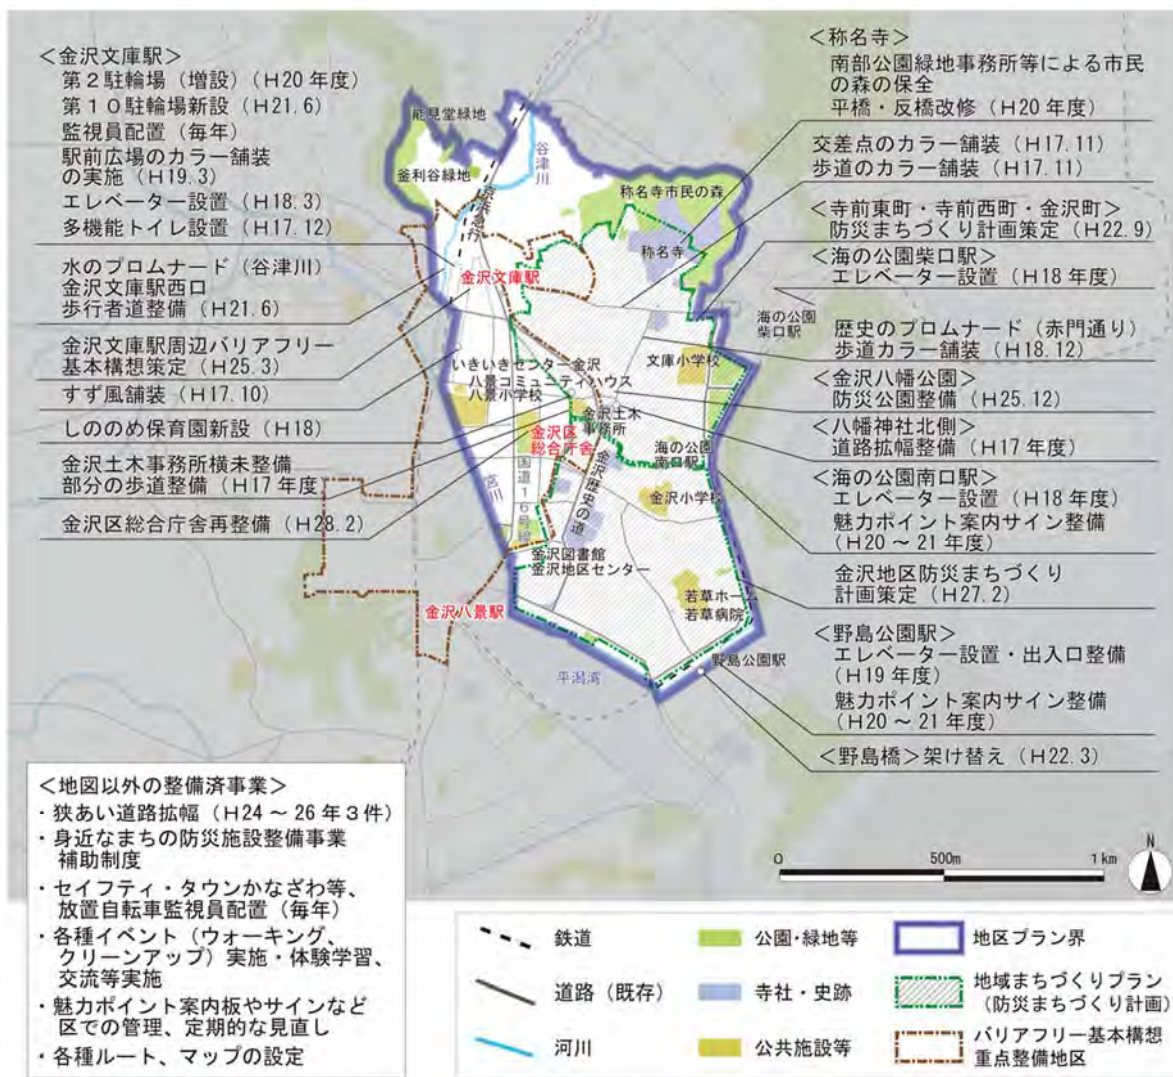 <金沢文庫駅>
第2駐輪場（増設）（H20年度）
第10駐輪場新設（H21.6）
監視員配置（毎年）
駅前広場のカラー舗装
の実施（H19.3）
エレベーター設置（H18.3）
多機能トイレ設置（H17.12）
水のプロムナード（谷津川）
金沢文庫駅西口
歩行者道整備（H21.6）
金沢文庫駅周辺バリアフリー
基本構想策定（H25.3）
すず風舗装（H17.10）
しののめ保育園新設（H18）
金沢土木事務所横未整備
部分の歩道整備（H17年度）
金沢区総合庁舎再整備（H28.2）
能見堂緑地
釜利谷緑地
谷津川
京浜急行
金沢文庫駅
称名寺市民の森
称名寺
海の公園
柴口駅
文庫小学校
いきいきセンター金沢
八景コミュニティハウス
八景小学校
金沢土木
事務所
金沢区
総合庁舎
海の公園
南口駅
国道16号線
宮川
金沢歴史の道
金沢小学校
金沢図書館
金沢地区センター
若草ホーム
若草病院
金沢八景駅
野島公園駅
平潟湾
<称名寺>
南部公園緑地事務所等による市民
の森の保全
平橋・反橋改修（H20年度）
交差点のカラー舗装（H17.11）
歩道のカラー舗装（H17.11）
<寺前東町・寺前西町・金沢町>
防災まちづくり計画策定（H22.9）
<海の公園柴口駅>
エレベーター設置（H18年度）
歴史のプロムナード（赤門通り）
歩道カラー舗装（H18.12）
<金沢八幡公園>
防災公園整備（H25.12）
<八幡神社北側>
道路拡幅整備（H17年度）
<海の公園南口駅>
エレベーター設置（H18年度）
魅力ポイント案内サイン整備
（H20～21年度）
金沢地区防災まちづくり
計画策定（H27.2）
<野島公園駅>
エレベーター設置・出入口整備
（H19年度）
魅力ポイント案内サイン整備
（H20～21年度）
<野島橋>架け替え（H22.3）
<地図以外の整備済事業>
・狭あい道路拡幅（H24～26年3件）
・身近なまちの防災施設整備事業
補助制度
・セイフティ・タウンかなざわ等、
放置自転車監視員配置（毎年）
・各種イベント（ウォーキング、
クリーンアップ）実施・体験学習、
交流等実施
・魅力ポイント案内板やサインなど
区での管理、定期的な見直し
・各種ルート、マップの設定
0 500m 1km
N
鉄道
道路（既存）
河川
公園・緑地等
寺社・史跡
公共施設等
地区プラン界
地域まちづくりプラン
（防災まちづくり計画）
バリアフリー基本構想
重点整備地区